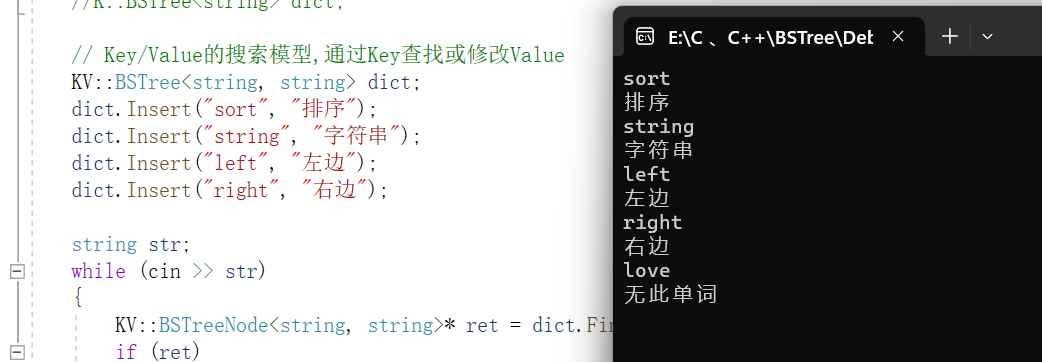 //K::BSTree<string> dict;
// Key/Value的搜索模型,通过Key查找或修改Value
KV::BSTree<string, string> dict;
dict.Insert("sort", "排序");
dict.Insert("string", "字符串");
dict.Insert("left", "左边");
dict.Insert("right", "右边");
string str;
while (cin >> str)
{
KV::BSTreeNode<string, string>* ret = dict.Fin
if (ret)
E:\C 、C++\BSTree\Deb
sort
排序
string
字符串
left
左边
right
右边
love
无此单词